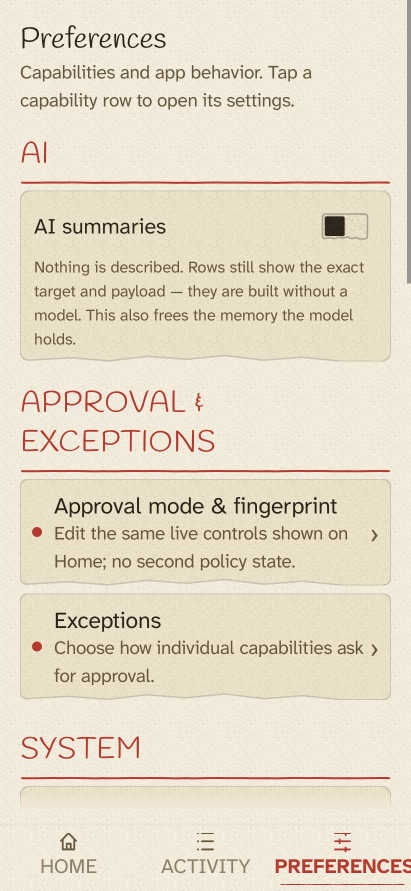 Preferences
Capabilities and app behavior. Tap a
capability row to open its settings.
AI
AI summaries
Nothing is described. Rows still show the exact
target and payload — they are built without a
model. This also frees the memory the model
holds.
APPROVAL &
EXCEPTIONS
Approval mode & fingerprint
Edit the same live controls shown on
Home; no second policy state.
Exceptions
Choose how individual capabilities ask
for approval.
SYSTEM
HOME
ACTIVITY
PREFERENCES